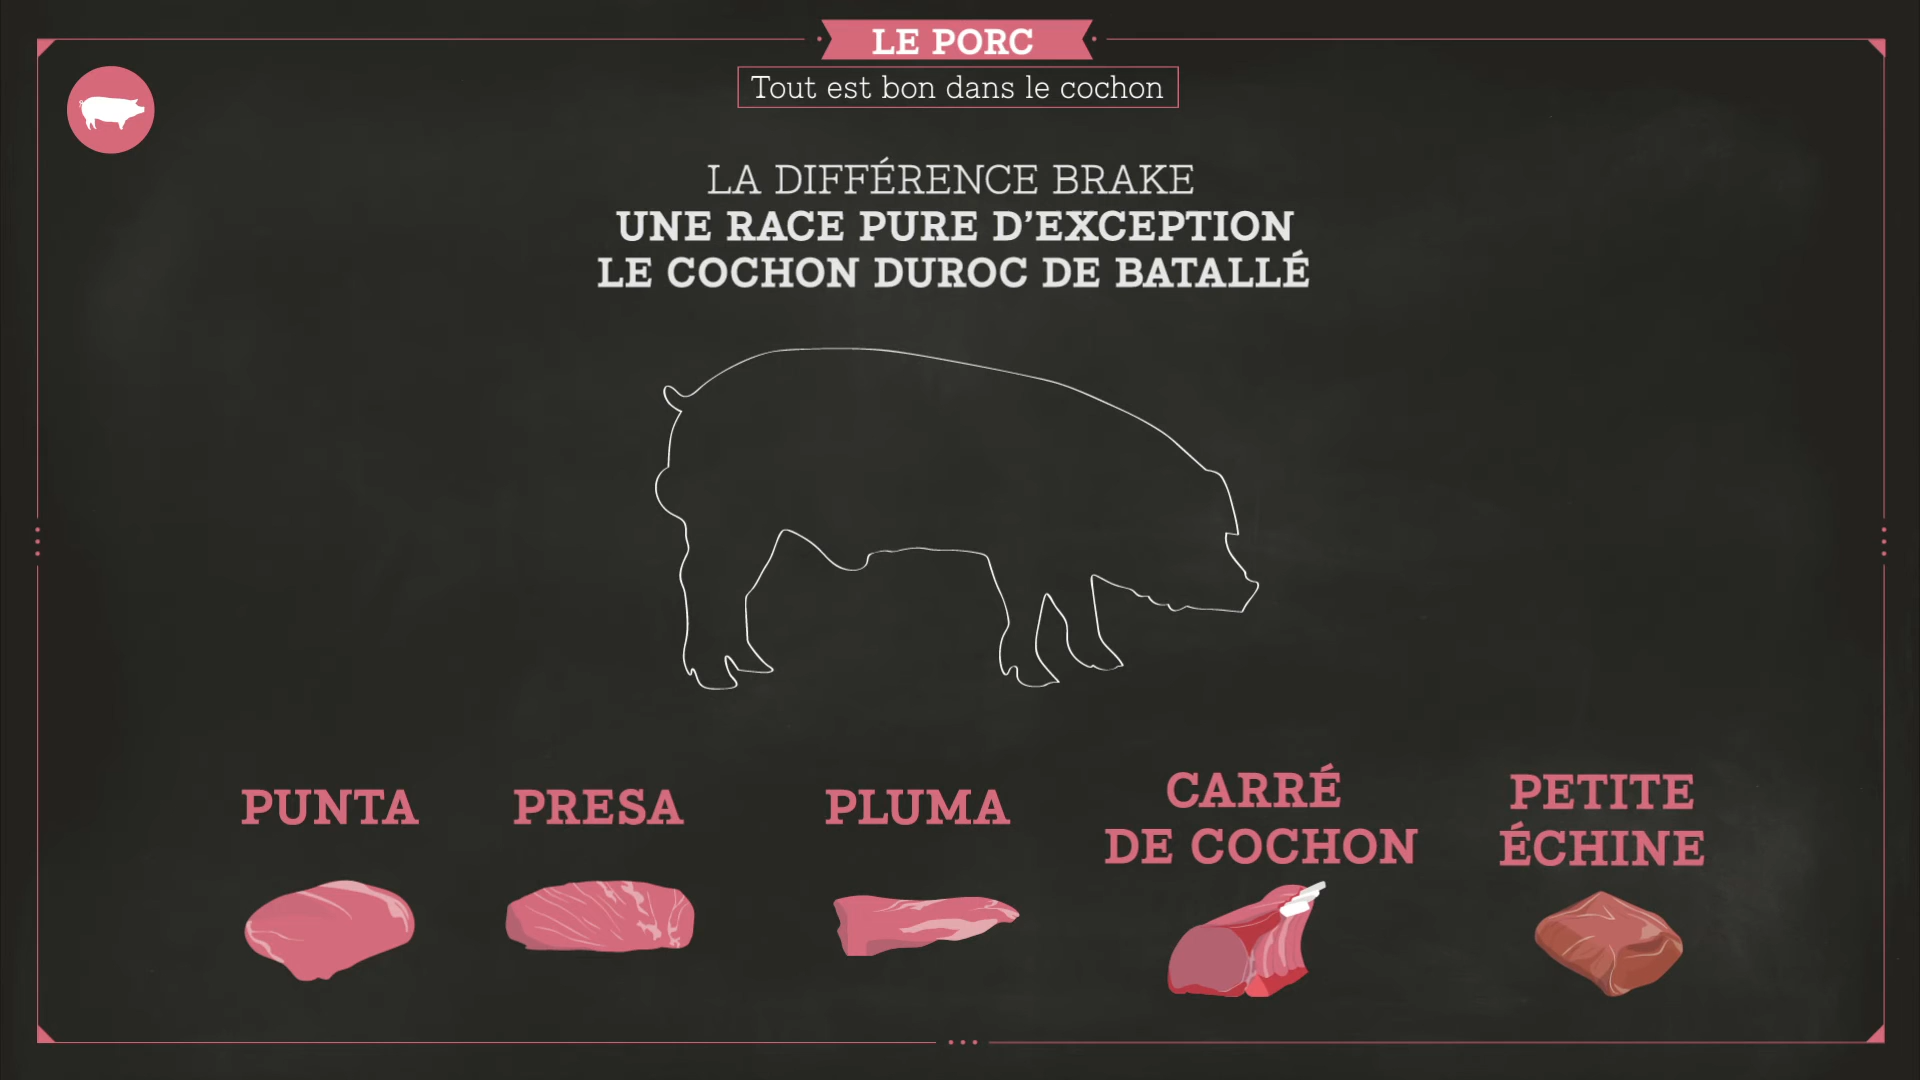 LE PORC
Tout est bon dans le cochon
LA DIFFÉRENCE BRAKE
UNE RACE PURE D’EXCEPTION
LE COCHON DUROC DE BATALLÉ
PUNTA
PRESA
PLUMA
CARRÉ
DE COCHON
PETITE
ÉCHINE